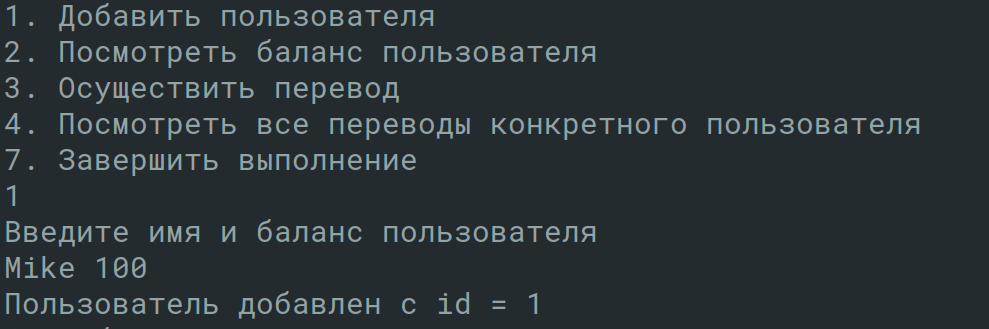 1. Добавить пользователя
2. Посмотреть баланс пользователя
3. Осуществить перевод
4. Посмотреть все переводы конкретного пользователя
7. Завершить выполнение
1
Введите имя и баланс пользователя
Mike 100
Пользователь добавлен с id = 1